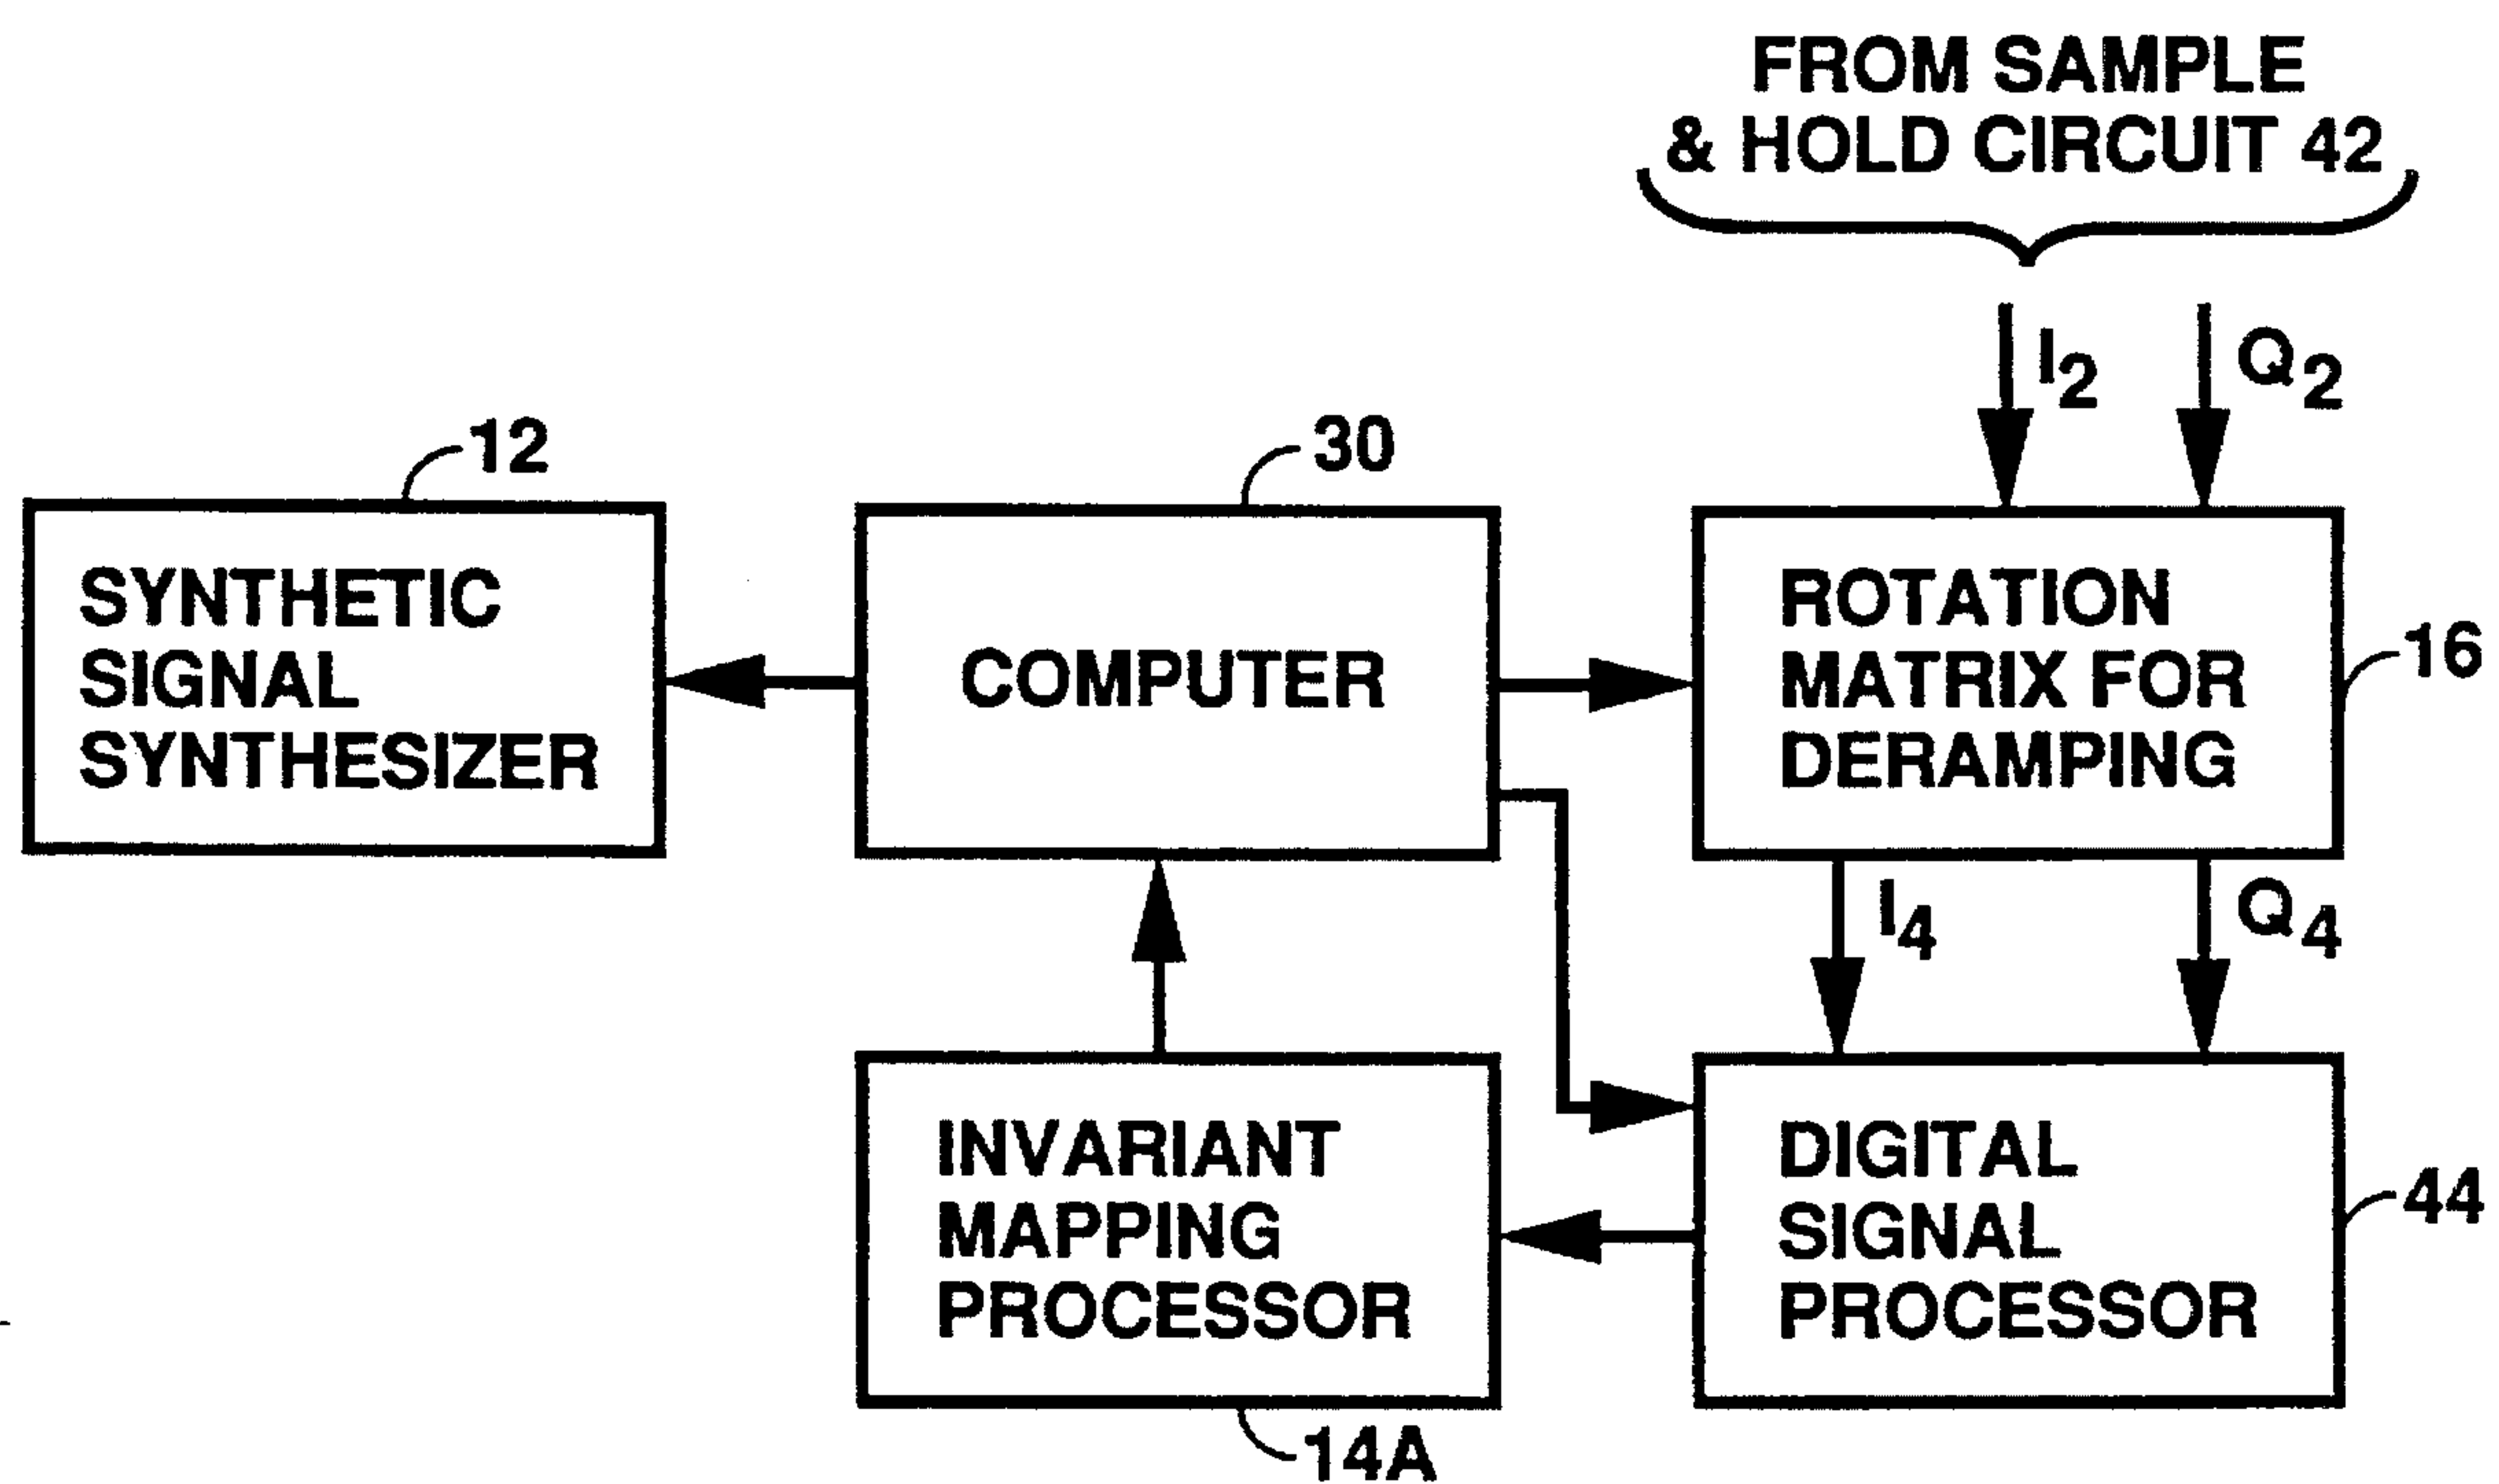 FROM SAMPLE
& HOLD CIRCUIT 42
I2
Q2
12
30
SYNTHETIC
SIGNAL
SYNTHESIZER
COMPUTER
ROTATION
MATRIX FOR
DERAMPING
16
I4
Q4
INVARIANT
MAPPING
PROCESSOR
DIGITAL
SIGNAL
PROCESSOR
44
14A